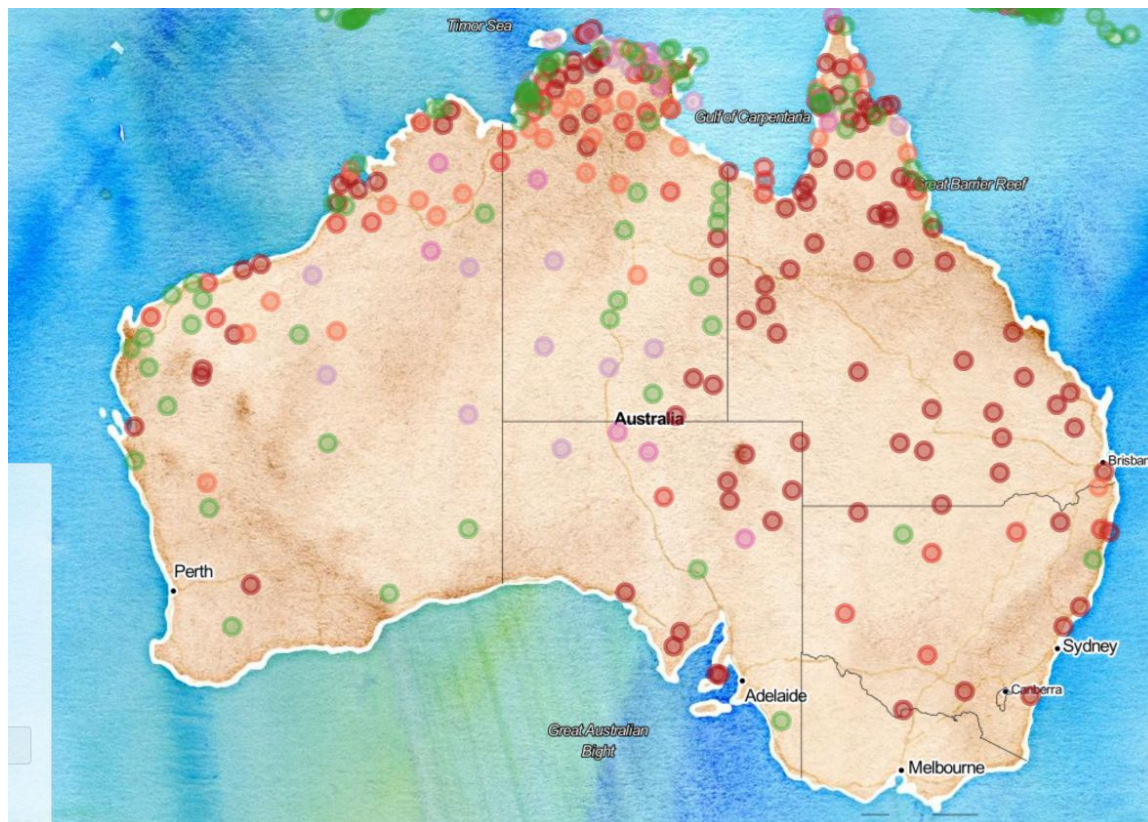 Timor Sea
Gulf of Carpentaria
Great Barrier Reef
Australia
Brisban
Perth
Sydney
Canberra
Adelaide
Great Australian
Bight
Melbourne